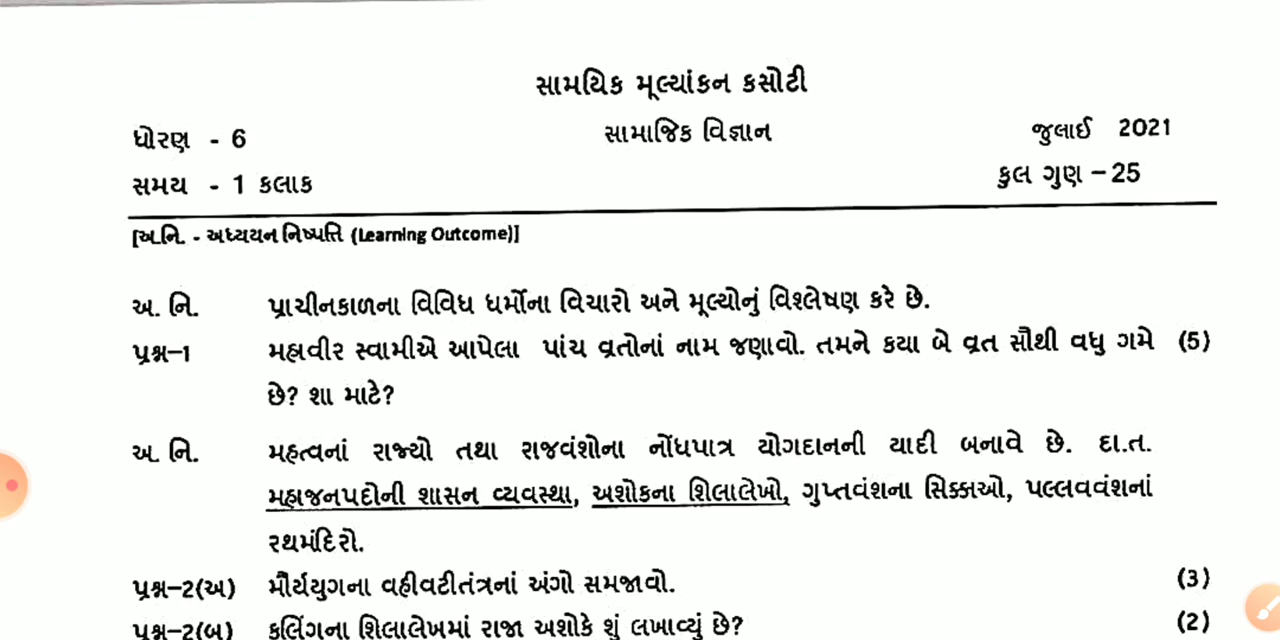 સામયિક મૂલ્યાંકન કસોટી
ધોરણ - 6 સામાજિક વિજ્ઞાન જુલાઈ 2021
સમય - 1 કલાક કુલ ગુણ – 25
[અ.નિ. - અધ્યયન નિષ્પત્તિ (Learning Outcome)]
અ. નિ. પ્રાચીનકાળના વિવિધ ધર્મોના વિચારો અને મૂલ્યોનું વિશ્લેષણ કરે છે.
પ્રશ્ન–1 મહાવીર સ્વામીએ આપેલા પાંચ વ્રતોનાં નામ જણાવો. તમને કયા બે વ્રત સૌથી વધુ ગમે (5)
છે? શા માટે?
અ. નિ. મહત્વનાં રાજ્યો તથા રાજવંશોના નોંધપાત્ર યોગદાનની યાદી બનાવે છે. દા.ત.
મહાજનપદોની શાસન વ્યવસ્થા, અશોકના શિલાલેખો, ગુપ્તવંશના સિક્કાઓ, પલ્લવવંશનાં
રથમંદિરો.
પ્રશ્ન–2(અ) મૌર્યયુગના વહીવટીતંત્રનાં અંગો સમજાવો. (3)
પ્રશ્ન–2(બ) કલિંગના શિલાલેખમાં રાજા અશોકે શું લખાવ્યું છે? (2)